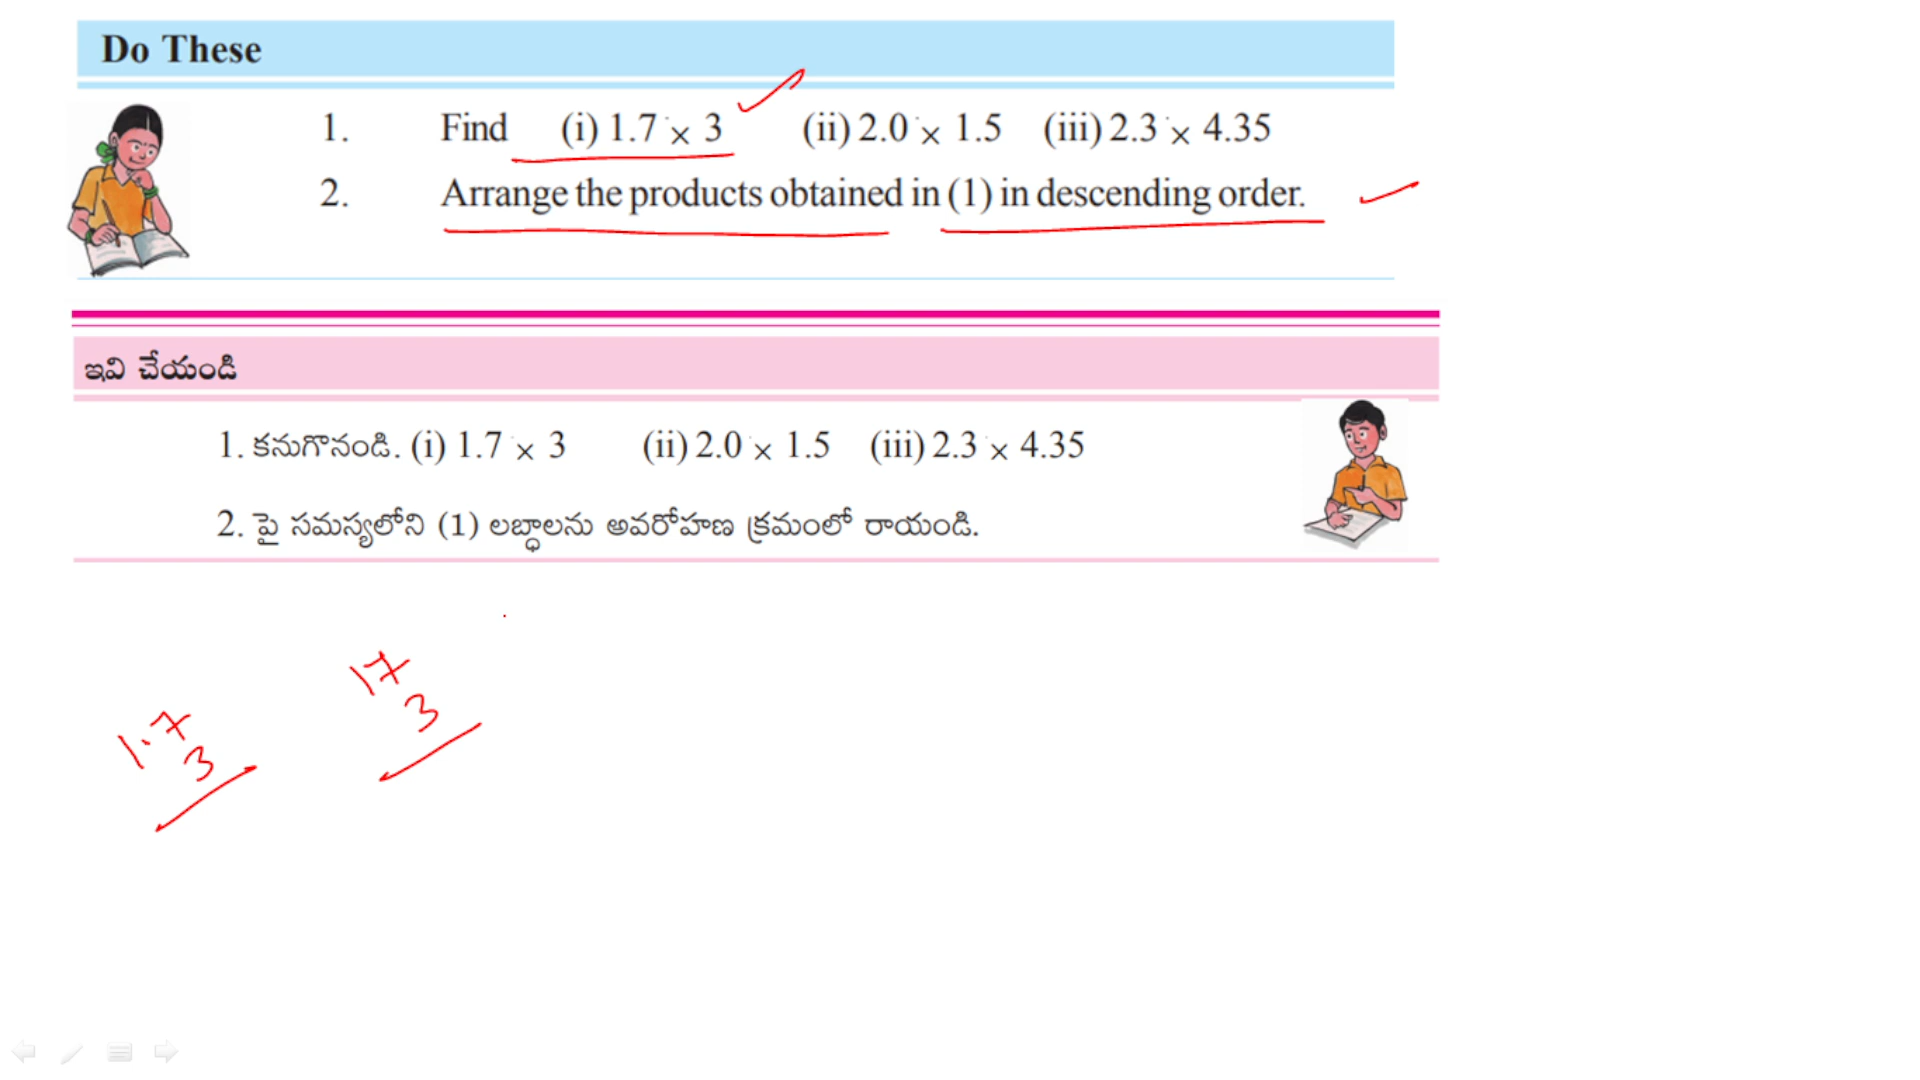 Do These
1. Find (i) 1.7 × 3 (ii) 2.0 × 1.5 (iii) 2.3 × 4.35
2. Arrange the products obtained in (1) in descending order.
ఇవి చేయండి
1. కనుగొనండి. (i) 1.7 × 3 (ii) 2.0 × 1.5 (iii) 2.3 × 4.35
2. పై సమస్యలోని (1) లబ్ధాలను అవరోహణ క్రమంలో రాయండి.
17
3
1.7
3